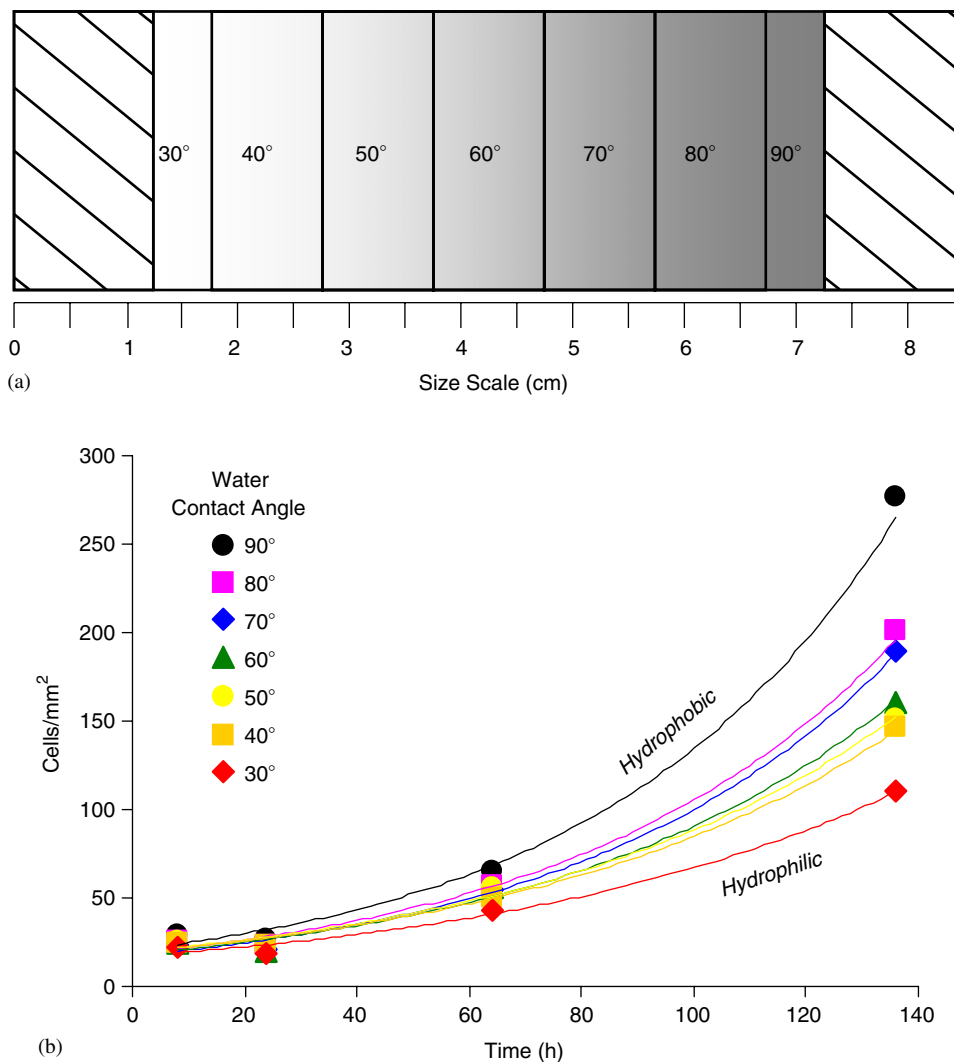 30° 40° 50° 60° 70° 80° 90°
0 1 2 3 4 5 6 7 8
Size Scale (cm)
(a)
300
250
200
150
100
50
0
Cells/mm²
Water
Contact Angle
90°
80°
70°
60°
50°
40°
30°
Hydrophobic
Hydrophilic
0 20 40 60 80 100 120 140
Time (h)
(b)